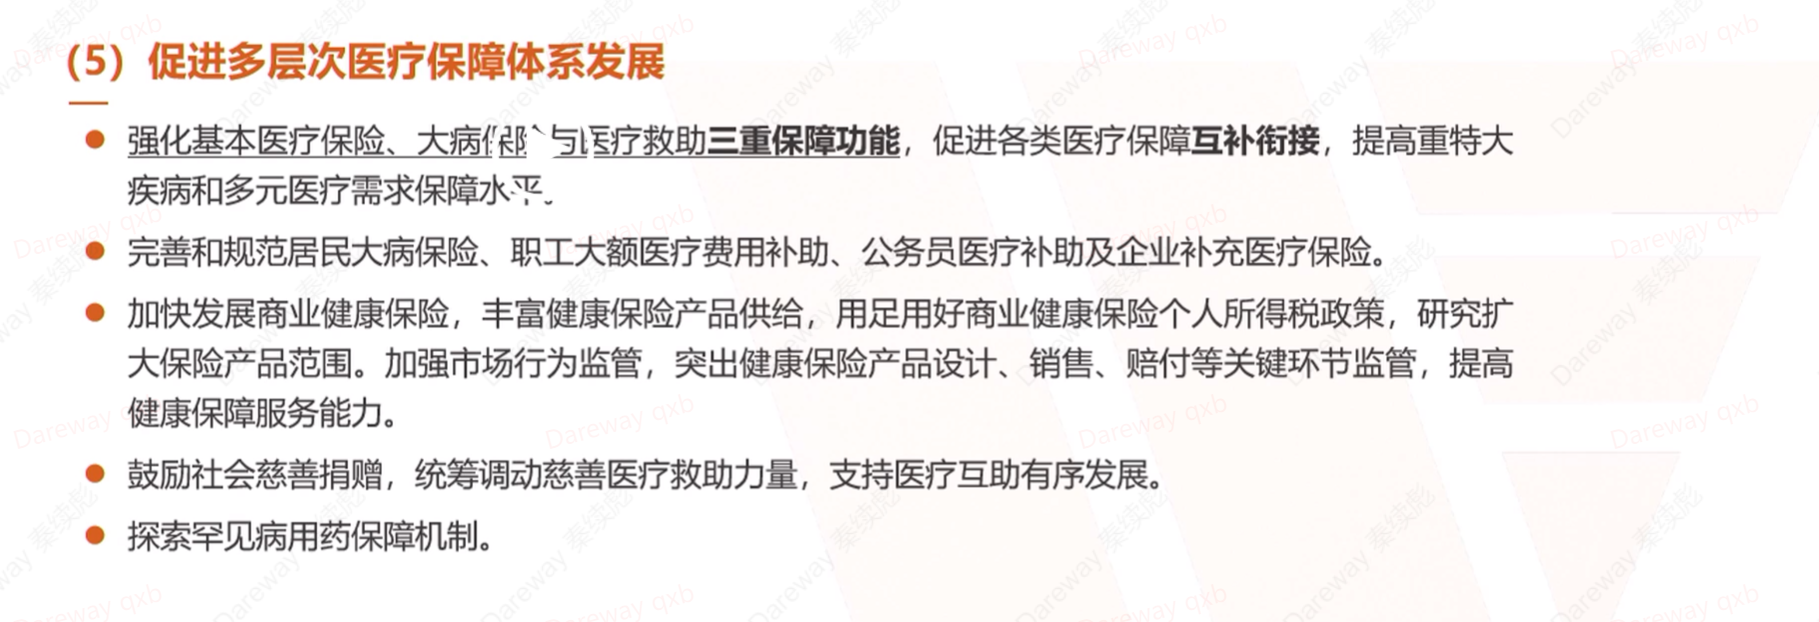 （5）促进多层次医疗保障体系发展
强化基本医疗保险、大病保险与医疗救助三重保障功能，促进各类医疗保障互补衔接，提高重特大
疾病和多元医疗需求保障水平。
完善和规范居民大病保险、职工大额医疗费用补助、公务员医疗补助及企业补充医疗保险。
加快发展商业健康保险，丰富健康保险产品供给，用足用好商业健康保险个人所得税政策，研究扩
大保险产品范围。加强市场行为监管，突出健康保险产品设计、销售、赔付等关键环节监管，提高
健康保障服务能力。
鼓励社会慈善捐赠，统筹调动慈善医疗救助力量，支持医疗互助有序发展。
探索罕见病用药保障机制。
Dareway qxb
Dareway 秦续彪